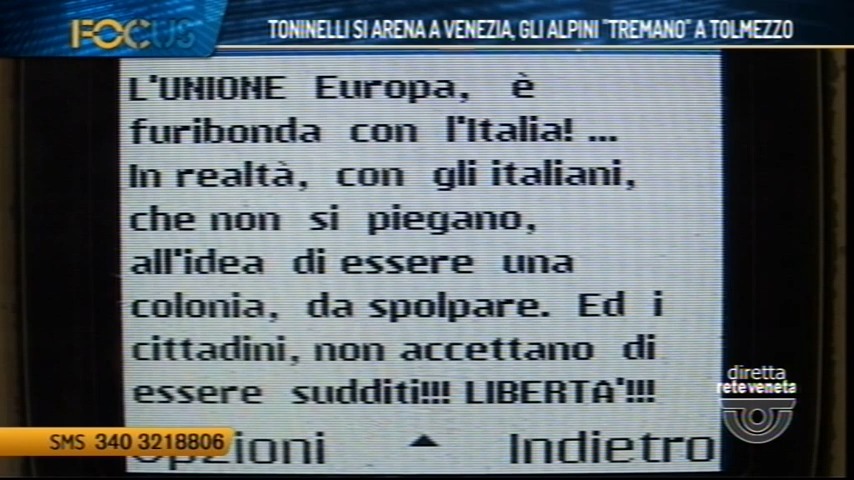 FOCUS
TONINELLI SI ARENA A VENEZIA, GLI ALPINI "TREMANO" A TOLMEZZO
L'UNIONE Europa, è
furibonda con l'Italia! ...
In realtà, con gli italiani,
che non si piegano,
all'idea di essere una
colonia, da spolpare. Ed i
cittadini, non accettano di
essere sudditi!!! LIBERTA'!!!
diretta
reteveneta
SMS 340 3218806
Opzioni Indietro